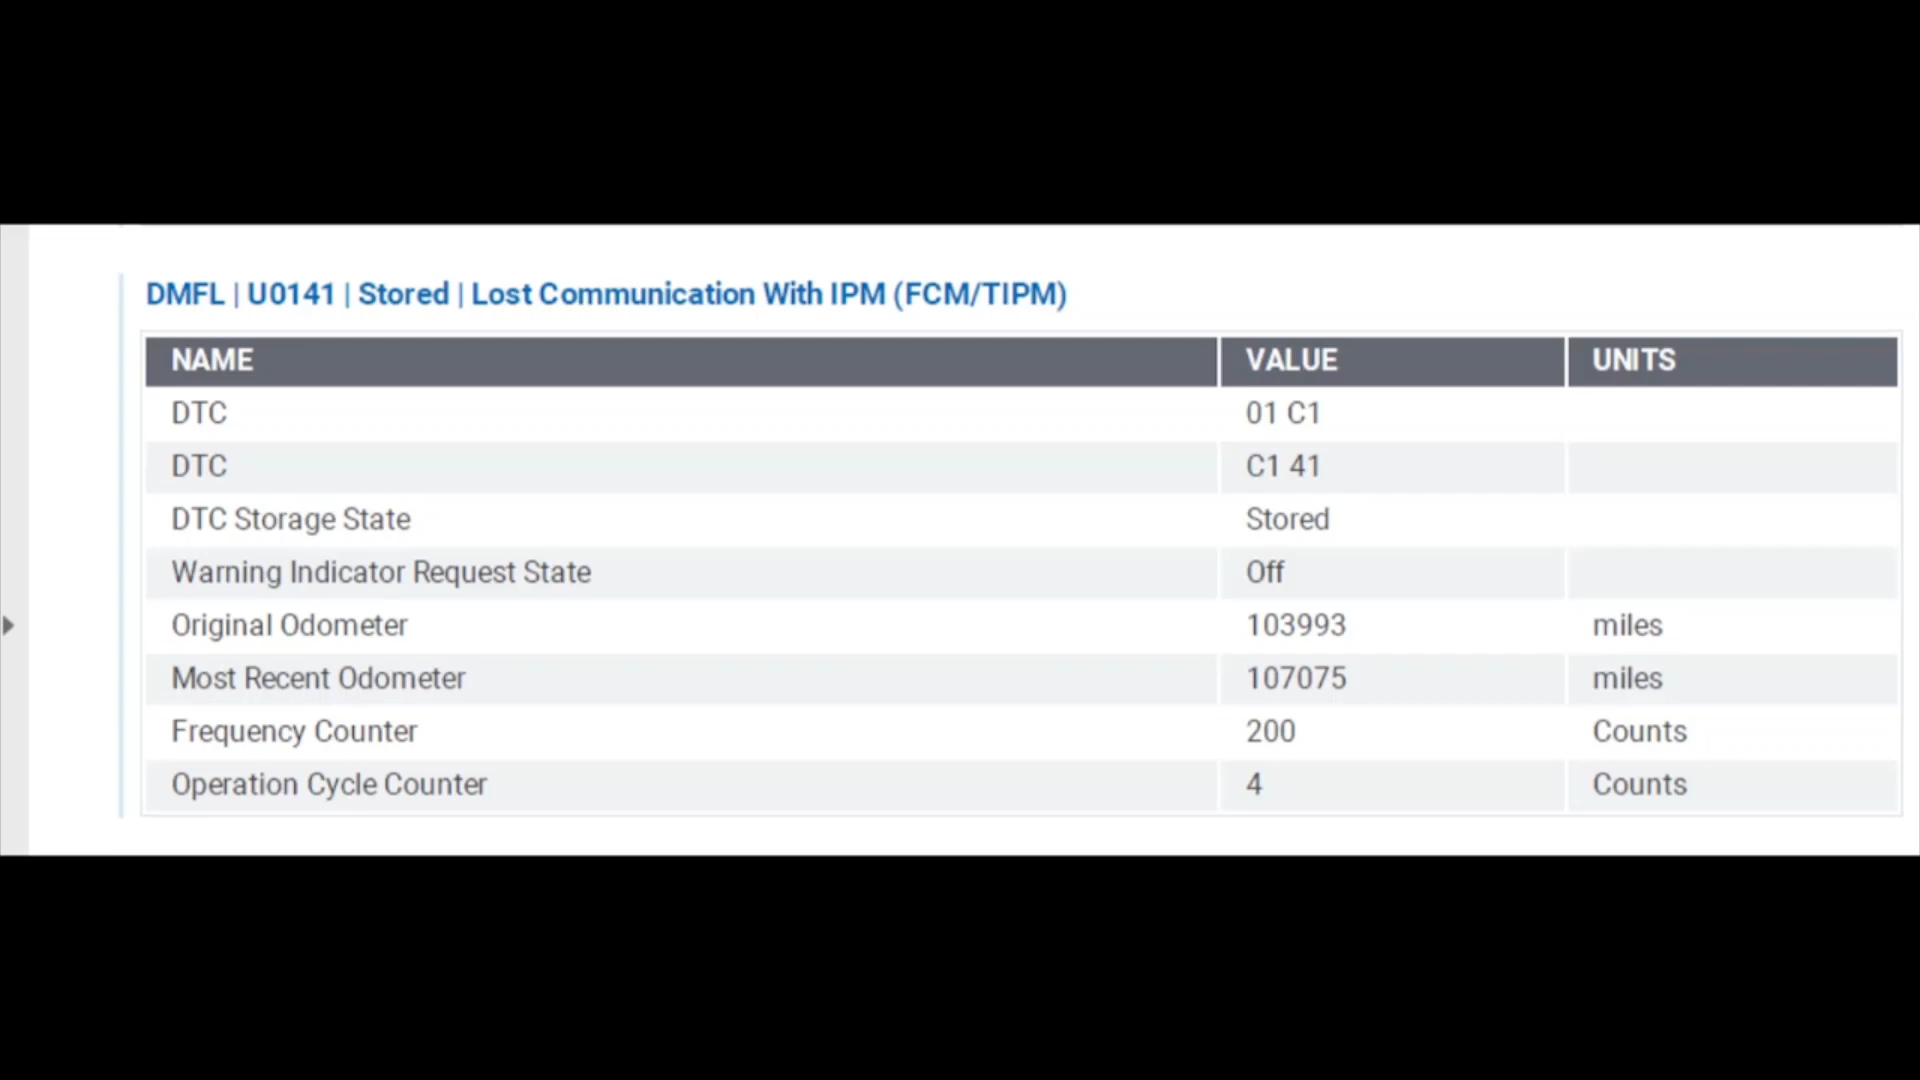 DMFL | U0141 | Stored | Lost Communication With IPM (FCM/TIPM)
NAME VALUE UNITS
DTC 01 C1
DTC C1 41
DTC Storage State Stored
Warning Indicator Request State Off
Original Odometer 103993 miles
Most Recent Odometer 107075 miles
Frequency Counter 200 Counts
Operation Cycle Counter 4 Counts